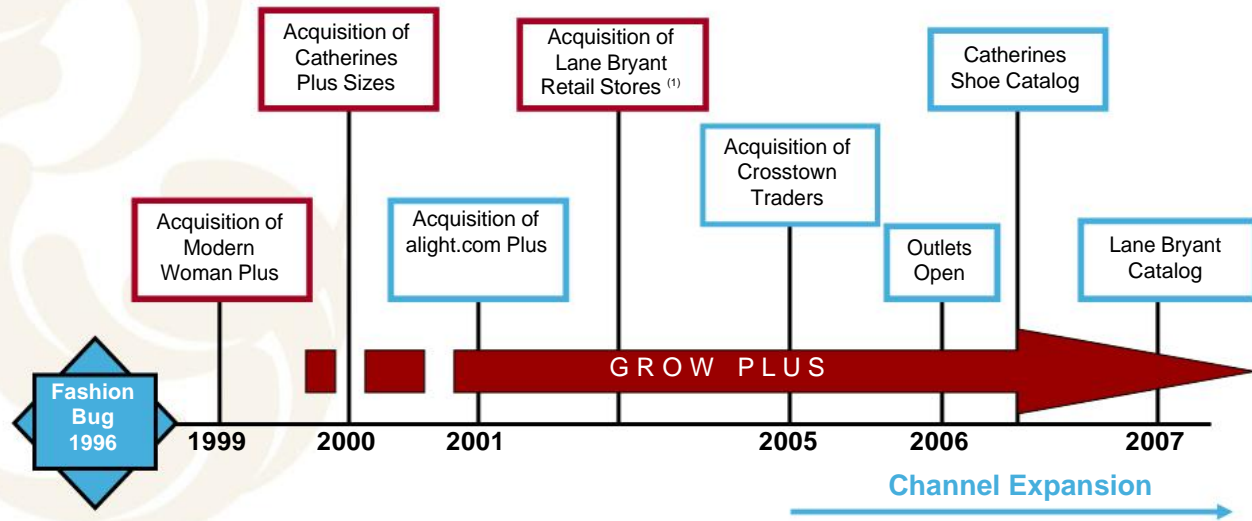 Acquisition of
Catherines
Plus Sizes
Acquisition of
Lane Bryant
Retail Stores (1)
Catherines
Shoe Catalog
Acquisition of
Crosstown
Traders
Acquisition of
Modern
Woman Plus
Acquisition of
alight.com Plus
Outlets
Open
Lane Bryant
Catalog
GROW PLUS
Fashion
Bug
1996
1999
2000
2001
2005
2006
2007
Channel Expansion